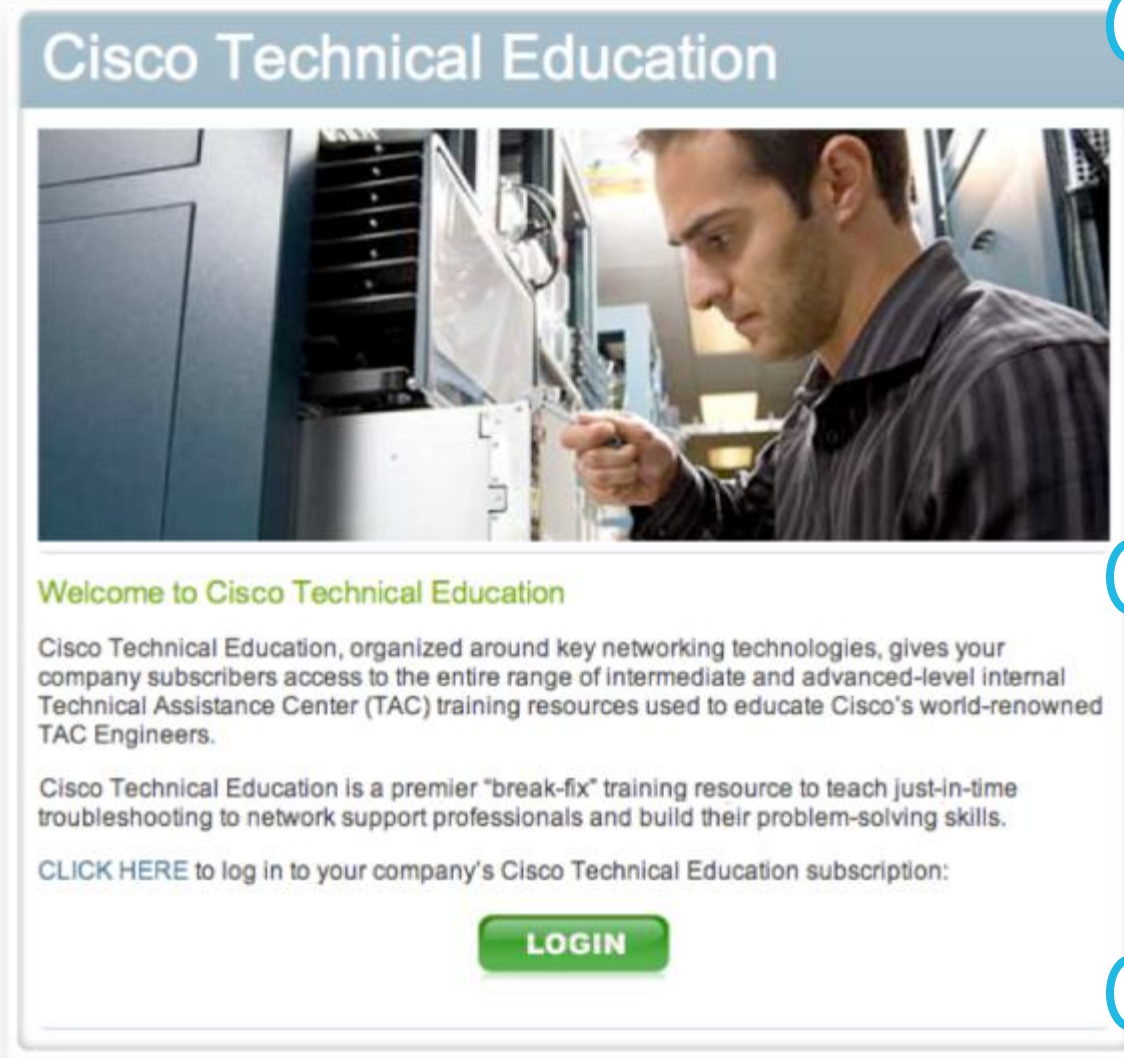 Cisco Technical Education
Welcome to Cisco Technical Education
Cisco Technical Education, organized around key networking technologies, gives your
company subscribers access to the entire range of intermediate and advanced-level internal
Technical Assistance Center (TAC) training resources used to educate Cisco's world-renowned
TAC Engineers.
Cisco Technical Education is a premier "break-fix" training resource to teach just-in-time
troubleshooting to network support professionals and build their problem-solving skills.
CLICK HERE to log in to your company's Cisco Technical Education subscription:
LOGIN